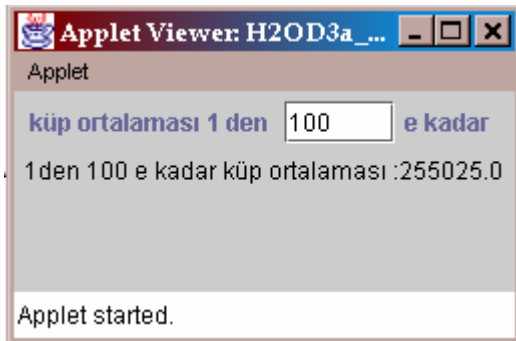 Applet Viewer: H2OD3a_...
Applet
küp ortalaması 1 den 100 e kadar
1den 100 e kadar küp ortalaması :255025.0
Applet started.